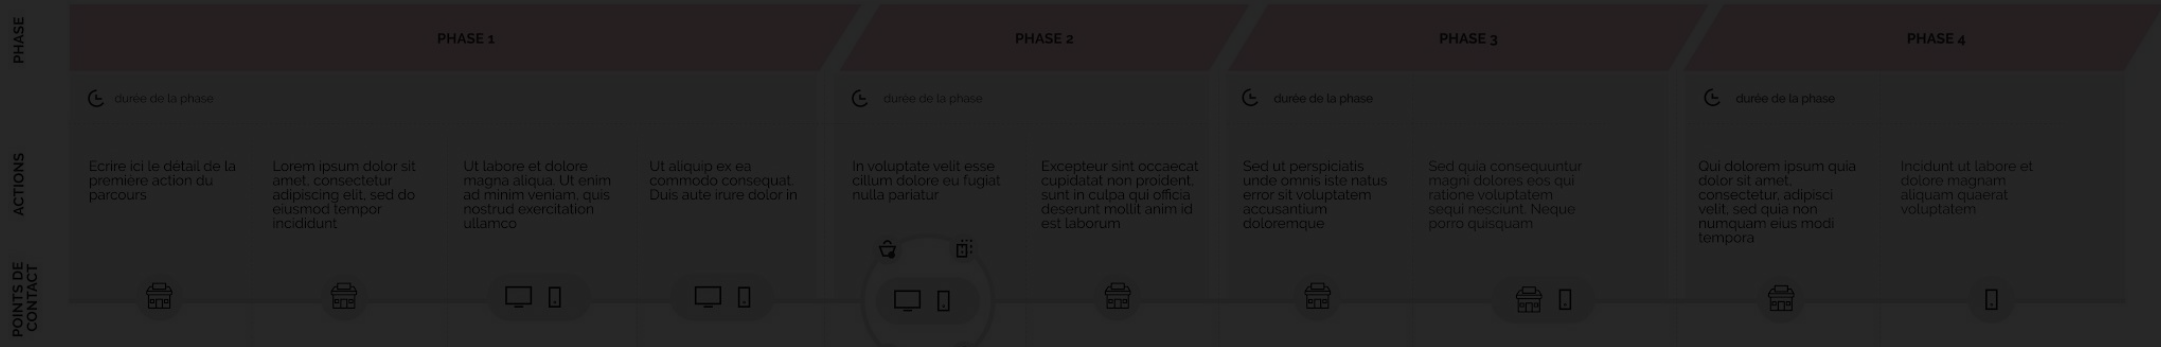 PHASE
PHASE 1
PHASE 2
PHASE 3
PHASE 4
durée de la phase
durée de la phase
durée de la phase
durée de la phase
ACTIONS
Ecrire ici le détail de la
première action du
parcours
Lorem ipsum dolor sit
amet, consectetur
adipiscing elit, sed do
eiusmod tempor
incididunt
Ut labore et dolore
magna aliqua. Ut enim
ad minim veniam, quis
nostrud exercitation
ullamco
Ut aliquip ex ea
commodo consequat.
Duis aute irure dolor in
In voluptate velit esse
cillum dolore eu fugiat
nulla pariatur
Excepteur sint occaecat
cupidatat non proident,
sunt in culpa qui officia
deserunt mollit anim id
est laborum
Sed ut perspiciatis
unde omnis iste natus
error sit voluptatem
accusantium
doloremque
Sed quia consequuntur
magni dolores eos qui
ratione voluptatem
sequi nesciunt. Neque
porro quisquam
Qui dolorem ipsum quia
dolor sit amet,
consectetur, adipisci
velit, sed quia non
numquam eius modi
tempora
Incidunt ut labore et
dolore magnam
aliquam quaerat
voluptatem
POINTS DE
CONTACT